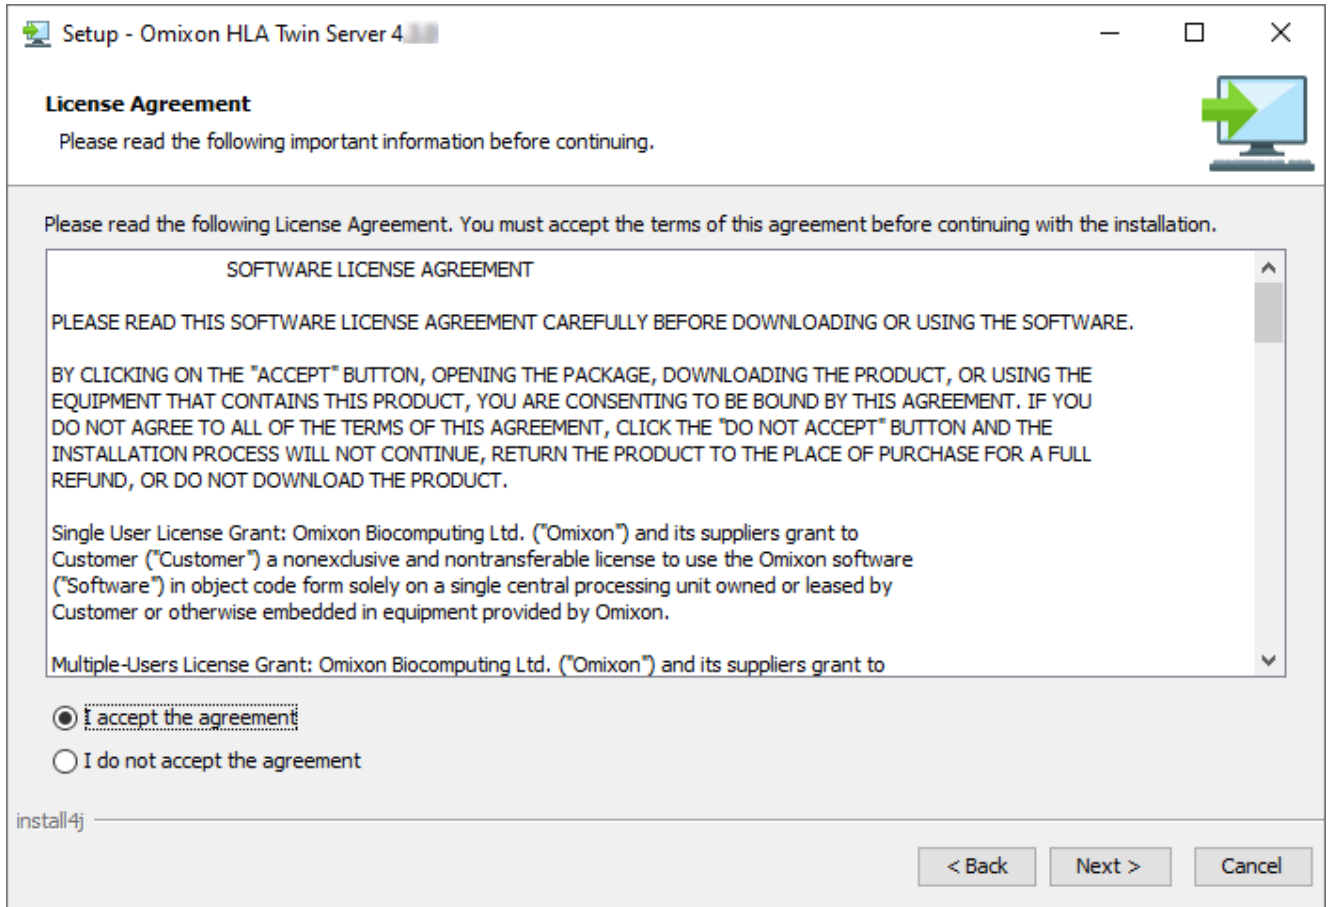 Setup - Omixon HLA Twin Server 4
License Agreement
Please read the following important information before continuing.
Please read the following License Agreement. You must accept the terms of this agreement before continuing with the installation.
SOFTWARE LICENSE AGREEMENT
PLEASE READ THIS SOFTWARE LICENSE AGREEMENT CAREFULLY BEFORE DOWNLOADING OR USING THE SOFTWARE.
BY CLICKING ON THE "ACCEPT" BUTTON, OPENING THE PACKAGE, DOWNLOADING THE PRODUCT, OR USING THE
EQUIPMENT THAT CONTAINS THIS PRODUCT, YOU ARE CONSENTING TO BE BOUND BY THIS AGREEMENT. IF YOU
DO NOT AGREE TO ALL OF THE TERMS OF THIS AGREEMENT, CLICK THE "DO NOT ACCEPT" BUTTON AND THE
INSTALLATION PROCESS WILL NOT CONTINUE, RETURN THE PRODUCT TO THE PLACE OF PURCHASE FOR A FULL
REFUND, OR DO NOT DOWNLOAD THE PRODUCT.
Single User License Grant: Omixon Biocomputing Ltd. ("Omixon") and its suppliers grant to
Customer ("Customer") a nonexclusive and nontransferable license to use the Omixon software
("Software") in object code form solely on a single central processing unit owned or leased by
Customer or otherwise embedded in equipment provided by Omixon.
Multiple-Users License Grant: Omixon Biocomputing Ltd. ("Omixon") and its suppliers grant to
I accept the agreement
I do not accept the agreement
install4j
< Back
Next >
Cancel